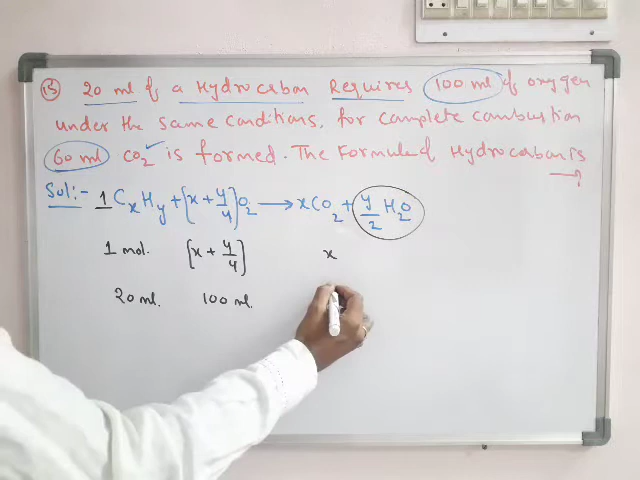 15 20 ml of a Hydrocarbon Requires 100 ml of oxygen
under the same conditions, for complete combustion
60 ml CO2 is formed. The Formula of Hydrocarbon is
Sol:- 1 CxHy + [x + y/4] O2 → xCO2 + y/2 H2O
1 mol. [x + y/4] x
20 ml. 100 ml.